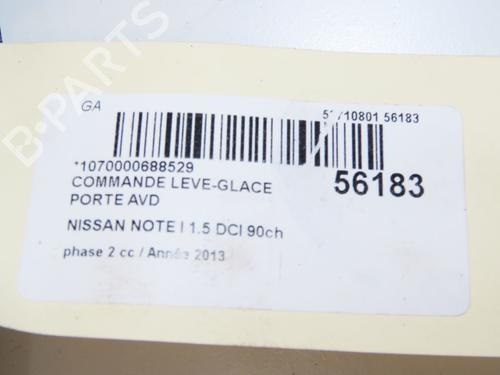 GA
51710801 56183
*1070000688529
COMMANDE LEVE-GLACE
PORTE AVD
56183
NISSAN NOTE I 1.5 DCI 90ch
phase 2 cc / Année 2013
B-PARTS